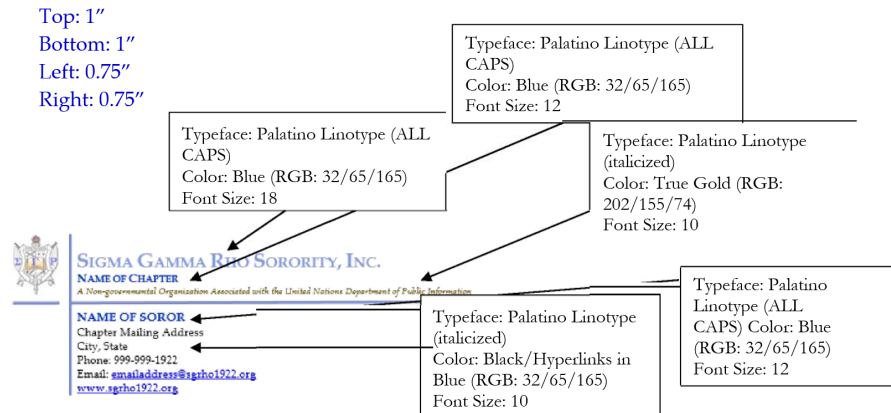 Top: 1”
Bottom: 1”
Left: 0.75”
Right: 0.75”
Typeface: Palatino Linotype (ALL
CAPS)
Color: Blue (RGB: 32/65/165)
Font Size: 12
Typeface: Palatino Linotype (ALL
CAPS)
Color: Blue (RGB: 32/65/165)
Font Size: 18
Typeface: Palatino Linotype
(italicized)
Color: True Gold (RGB:
202/155/74)
Font Size: 10
Σ Γ Ρ
SIGMA GAMMA RHO SORORITY, INC.
NAME OF CHAPTER
A Non-governmental Organization Associated with the United Nations Department of Public Information
NAME OF SOROR
Chapter Mailing Address
City, State
Phone: 999-999-1922
Email: emailaddress@sgrho1922.org
www.sgrho1922.org
Typeface: Palatino Linotype
(italicized)
Color: Black/Hyperlinks in
Blue (RGB: 32/65/165)
Font Size: 10
Typeface: Palatino
Linotype (ALL
CAPS) Color: Blue
(RGB: 32/65/165)
Font Size: 12